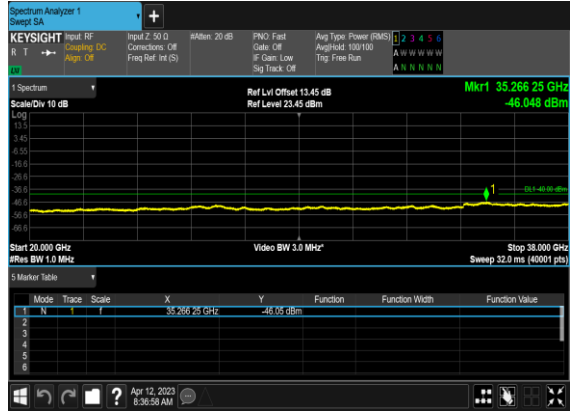 Spectrum Analyzer 1
Swept SA
+
KEYSIGHT Input: RF Input Z: 50 Ω #Atten: 20 dB PNO: Fast Avg Type: Power (RMS) 1 2 3 4 5 6
R T Coupling: DC Corrections: Off Gate: Off Avg|Hold: 100/100 A W W W W W
Align: Off Freq Ref: Int (S) IF Gain: Low Trig: Free Run
Sig Track: Off A N N N N N
1 Spectrum Ref Lvl Offset 13.45 dB Mkr1 35.266 25 GHz
Scale/Div 10 dB Ref Level 23.45 dBm -46.048 dBm
Log
13.5
3.45
-6.55
-16.6
-26.6
-36.6 1 DL1 -40.00 dBm
-46.6
-56.6
-66.6
Start 20.000 GHz Video BW 3.0 MHz* Stop 38.000 GHz
#Res BW 1.0 MHz Sweep 32.0 ms (40001 pts)
5 Marker Table
Mode Trace Scale X Y Function Function Width Function Value
1 N 1 f 35.266 25 GHz -46.05 dBm
2
3
4
5
6
? Apr 12, 2023
8:36:58 AM